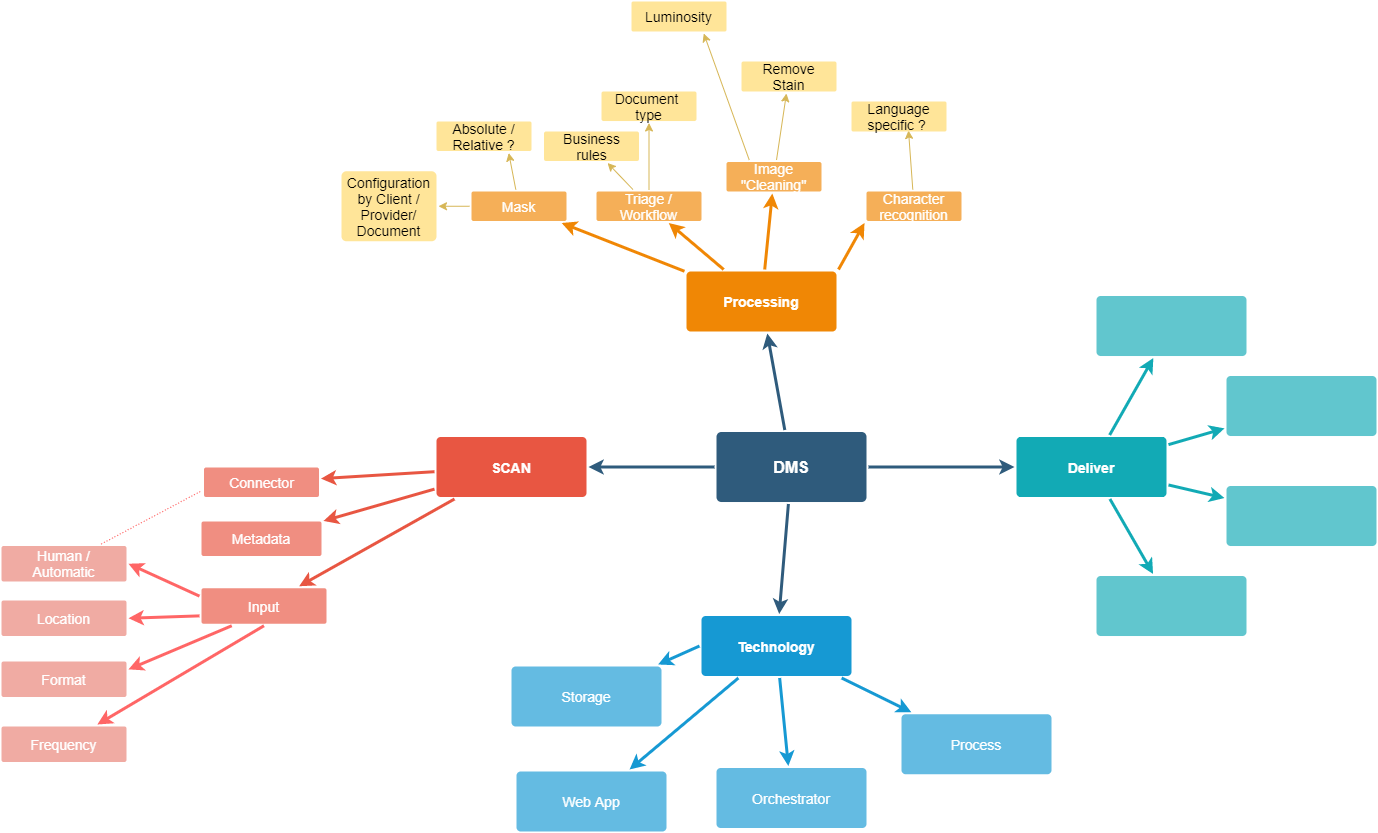 Luminosity
Remove
Stain
Document
type
Language
specific ?
Absolute /
Relative ?
Business
rules
Image
"Cleaning"
Configuration
by Client /
Provider/
Document
Mask
Triage /
Workflow
Character
recognition
Processing
SCAN
DMS
Deliver
Connector
Metadata
Human /
Automatic
Input
Location
Format
Frequency
Technology
Storage
Process
Web App
Orchestrator